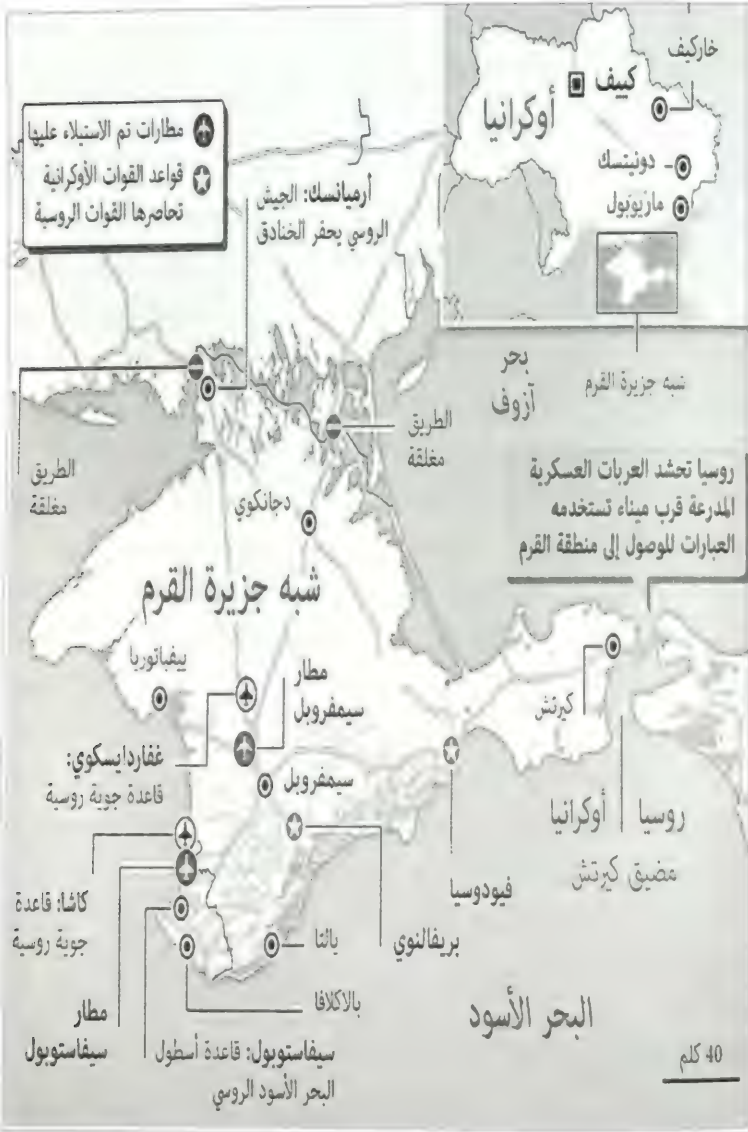 خاركيف
كييف
أوكرانيا
دونيتسك
ماريوبول
مطارات تم الاستيلاء عليها
قواعد القوات الأوكرانية
تحاصرها القوات الروسية
أرميانسك: الجيش
الروسي يحفر الخنادق
شبه جزيرة القرم
بحر
آزوف
الطريق
مغلقة
الطريق
مغلقة
روسيا تحشد العربات العسكرية
المدرعة قرب ميناء تستخدمه
العبارات للوصول إلى منطقة القرم
دجانكوي
شبه جزيرة القرم
ييفباتوريا
مطار
سيمفروبل
كيرتش
غفاردايسكوي:
قاعدة جوية روسية
سيمفروبل
روسيا
أوكرانيا
مضيق كيرتش
فيودوسيا
كاشا: قاعدة
جوية روسية
بريفالنوي
يالتا
بالاكلافا
البحر الأسود
مطار
سيفاستوبول
سيفاستوبول: قاعدة أسطول
البحر الأسود الروسي
40 كلم